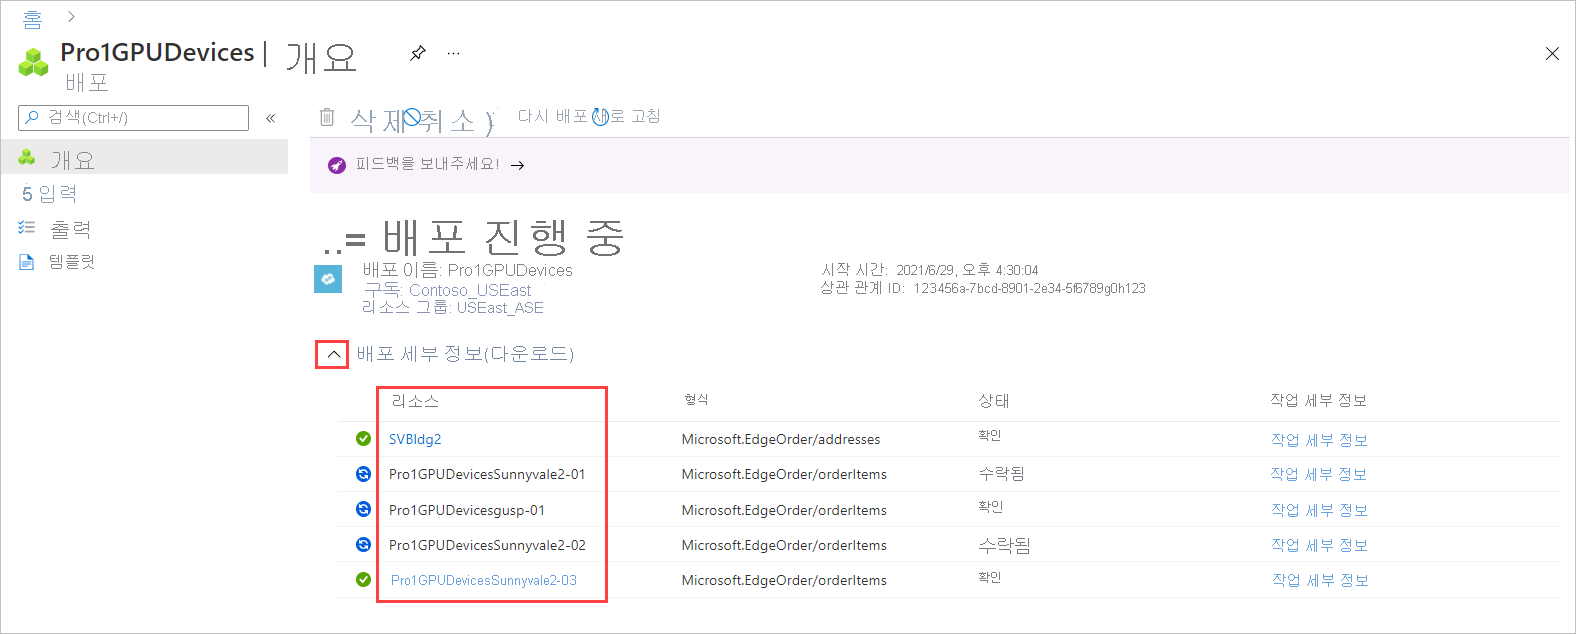 홈
Pro1GPUDevices | 개요 ...
배포
검색(Ctrl+/) «
삭제 취소 ) 다시 배포 새로 고침
개요
피드백을 보내주세요! →
5 입력
출력
템플릿
..= 배포 진행 중
배포 이름: Pro1GPUDevices
구독: Contoso_USEast
리소스 그룹: USEast_ASE
시작 시간: 2021/6/29, 오후 4:30:04
상관 관계 ID: 123456a-7bcd-8901-2e34-5f6789g0h123
배포 세부 정보(다운로드)
리소스 형식 상태 작업 세부 정보
SVBldg2 Microsoft.EdgeOrder/addresses 확인 작업 세부 정보
Pro1GPUDevicesSunnyvale2-01 Microsoft.EdgeOrder/orderItems 수락됨 작업 세부 정보
Pro1GPUDevicesgusp-01 Microsoft.EdgeOrder/orderItems 확인 작업 세부 정보
Pro1GPUDevicesSunnyvale2-02 Microsoft.EdgeOrder/orderItems 수락됨 작업 세부 정보
Pro1GPUDevicesSunnyvale2-03 Microsoft.EdgeOrder/orderItems 확인 작업 세부 정보